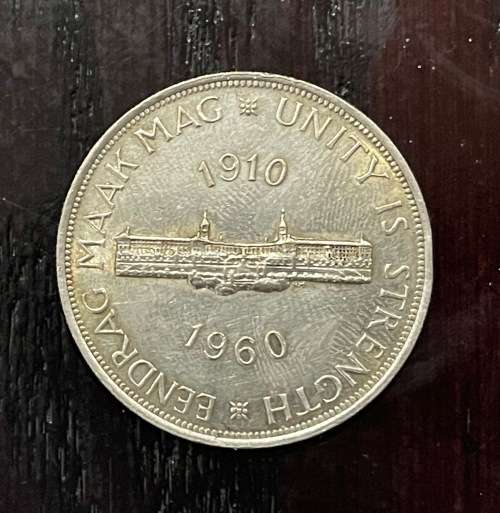 EENDRAG MAAK MAG ※ UNITY IS STRENGTH ※
1910
1960